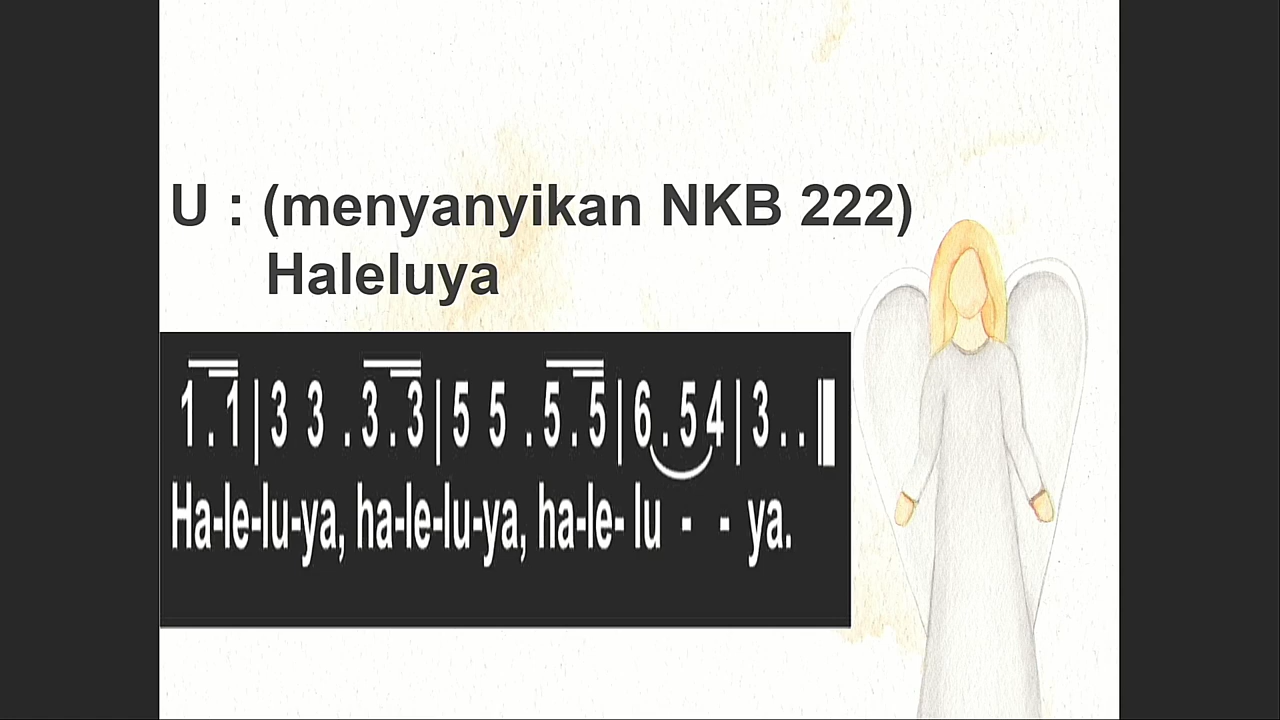 U : (menyanyikan NKB 222)
Haleluya
1 . 1 | 3 3 . 3 . 3 | 5 5 . 5 . 5 | 6 . 5 4 | 3 . . ‖
Ha-le-lu-ya, ha-le-lu-ya, ha-le- lu - - ya.